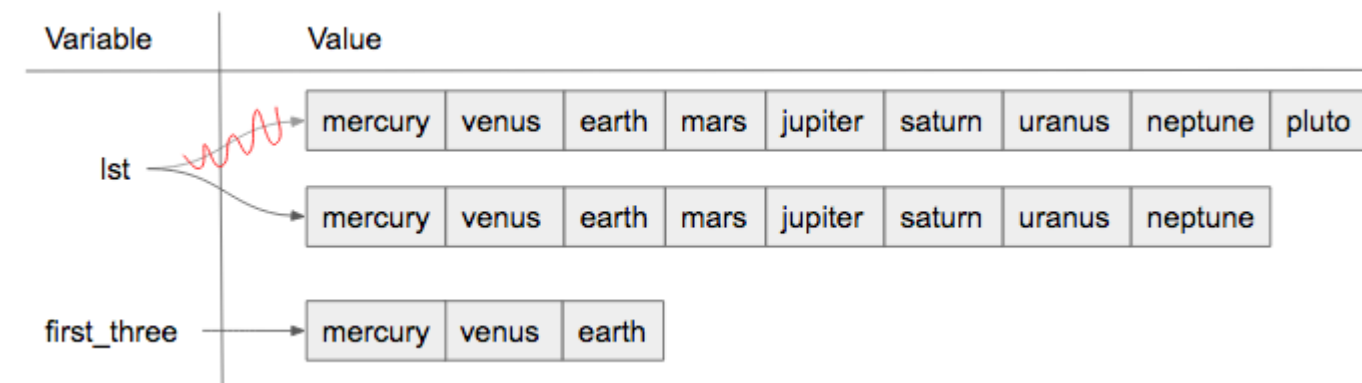 Variable Value
mercury venus earth mars jupiter saturn uranus neptune pluto
lst
mercury venus earth mars jupiter saturn uranus neptune
first_three mercury venus earth